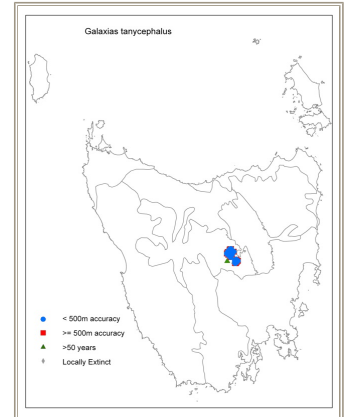 Galaxias tanycephalus
< 500m accuracy
>= 500m accuracy
>50 years
Locally Extinct